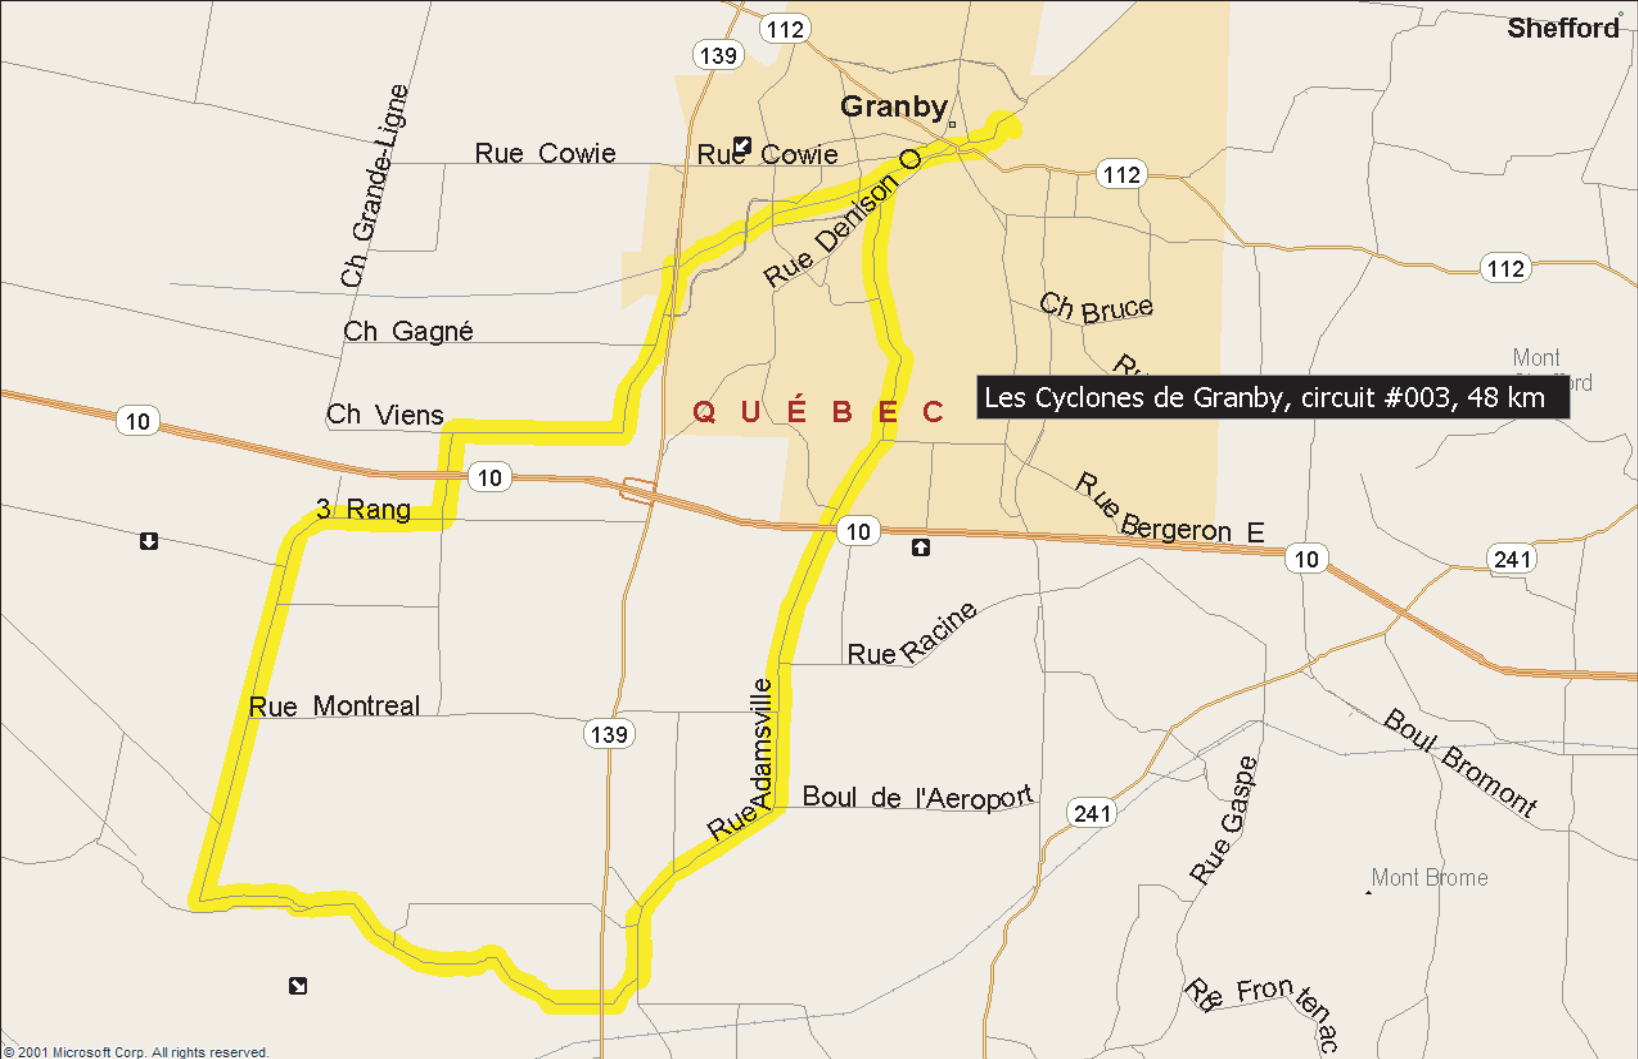 Shefford
112
139
Granby
Ch Grande-Ligne
Rue Cowie
Rue Cowie
112
Rue Denison
112
Ch Bruce
Ch Gagné
Mont
QUÉBEC
Les Cyclones de Granby, circuit #003, 48 km
10
Ch Viens
10
3 Rang
Rue Bergeron E
10
10
241
Rue Racine
Rue Montreal
139
Rue Adamsville
Boul de l'Aeroport
241
Rue Gaspe
Boul Bromont
Mont Brome
Frontenac
© 2001 Microsoft Corp. All rights reserved.